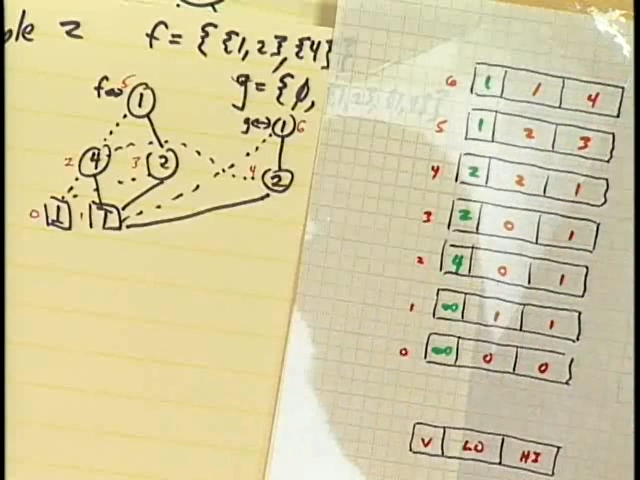 ple 2 f = { {1,2}, {4} }
g = { ∅,
f ↔ 5 1
g ↔ 1 6
2 4 3 2 4 2
0 ⊥ 1 ⊤
6 1 1 4
5 1 2 3
4 2 2 1
3 2 0 1
2 4 0 1
1 ∞ 1 1
0 ∞ 0 0
V LO HI